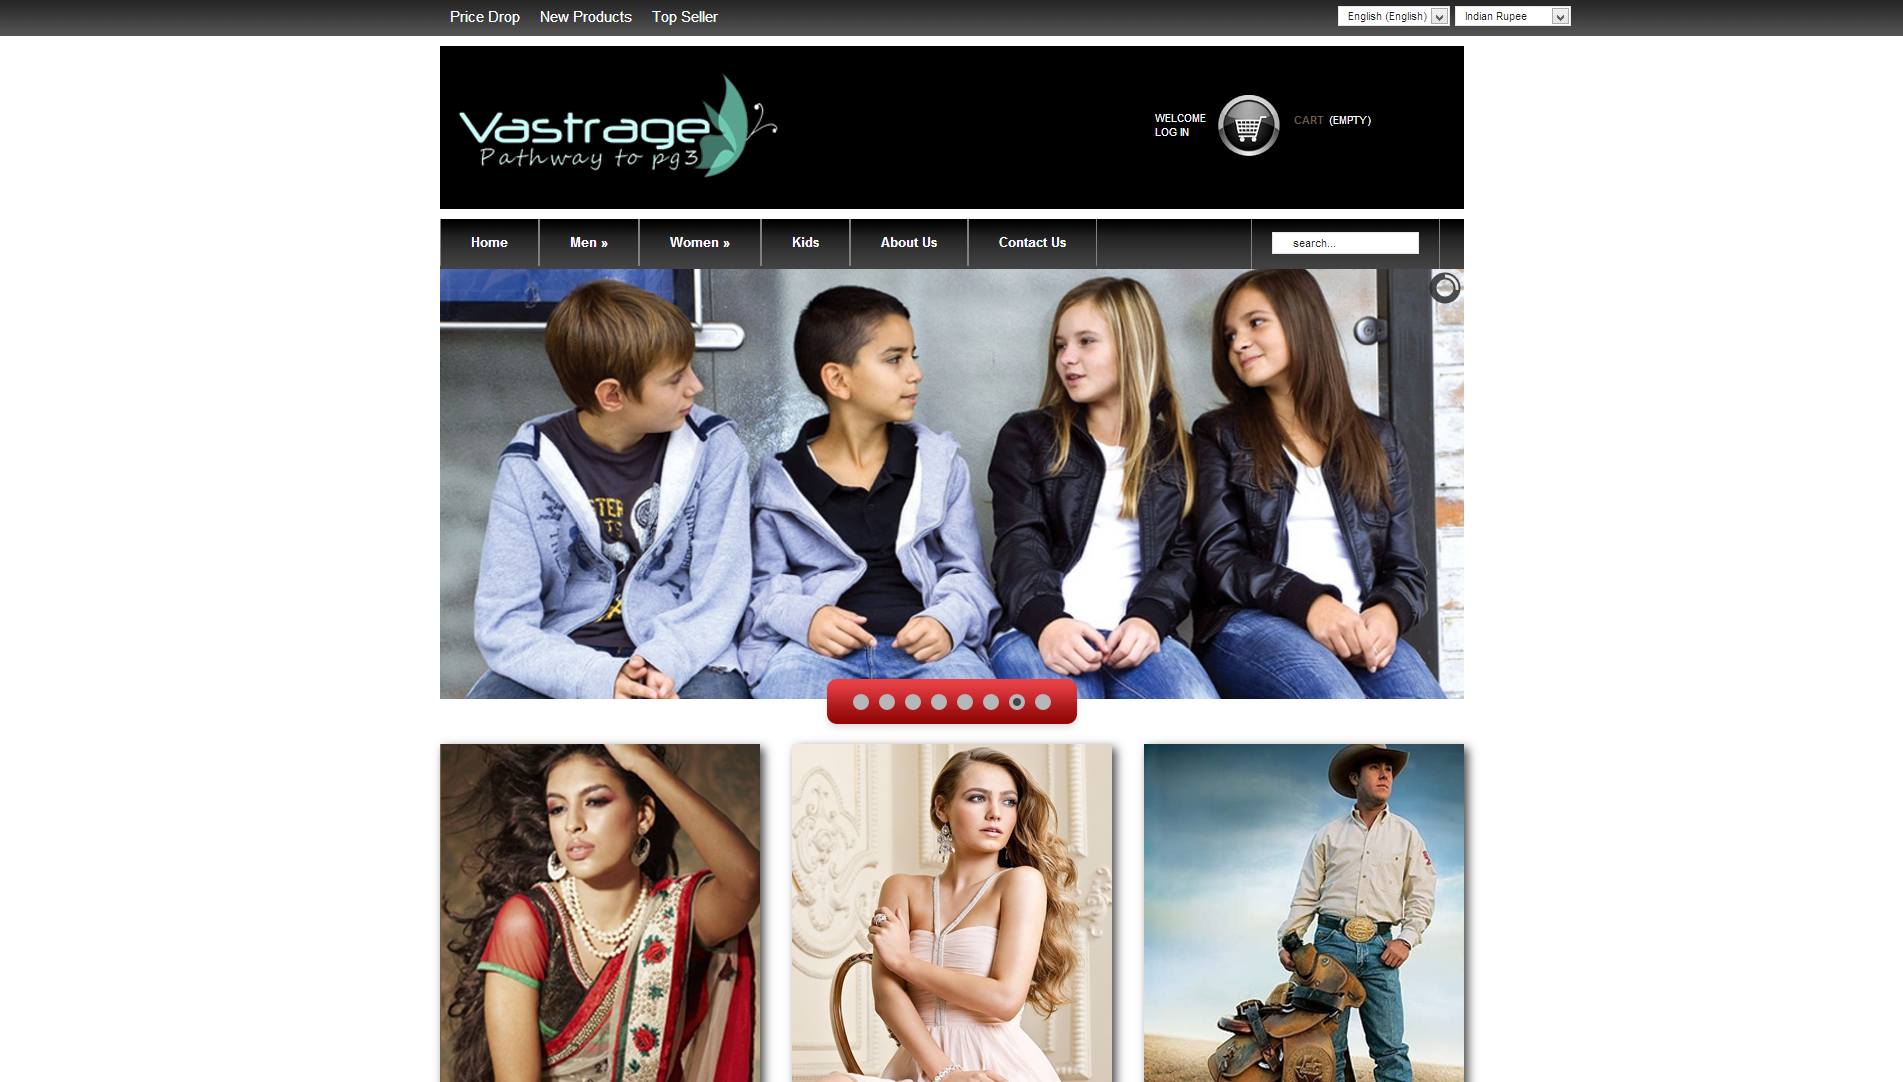 Price Drop New Products Top Seller
English (English) Indian Rupee
Vastrage
Pathway to pg3
WELCOME
LOG IN
CART (EMPTY)
Home Men » Women » Kids About Us Contact Us search...